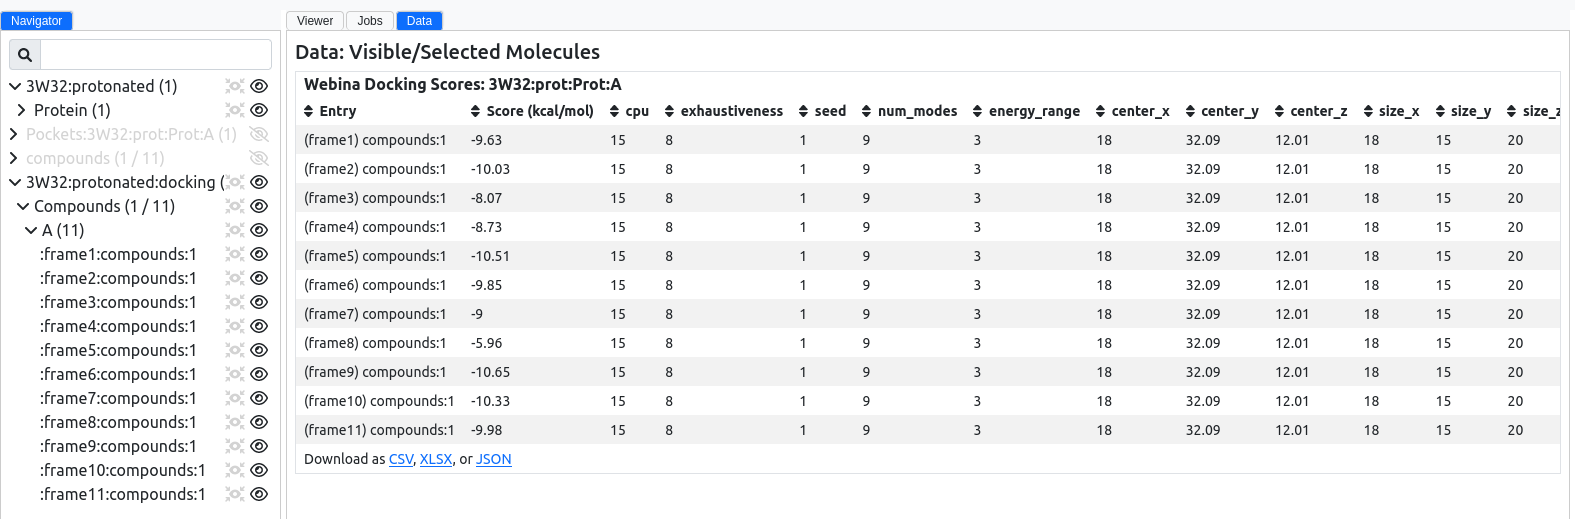 Navigator
3W32:protonated (1)
Protein (1)
Pockets:3W32:prot:Prot:A (1)
compounds (1 / 11)
3W32:protonated:docking (
Compounds (1 / 11)
A (11)
:frame1:compounds:1
:frame2:compounds:1
:frame3:compounds:1
:frame4:compounds:1
:frame5:compounds:1
:frame6:compounds:1
:frame7:compounds:1
:frame8:compounds:1
:frame9:compounds:1
:frame10:compounds:1
:frame11:compounds:1
Viewer Jobs Data
Data: Visible/Selected Molecules
Webina Docking Scores: 3W32:prot:Prot:A
Entry Score (kcal/mol) cpu exhaustiveness seed num_modes energy_range center_x center_y center_z size_x size_y size_z
(frame1) compounds:1 -9.63 15 8 1 9 3 18 32.09 12.01 18 15 20
(frame2) compounds:1 -10.03 15 8 1 9 3 18 32.09 12.01 18 15 20
(frame3) compounds:1 -8.07 15 8 1 9 3 18 32.09 12.01 18 15 20
(frame4) compounds:1 -8.73 15 8 1 9 3 18 32.09 12.01 18 15 20
(frame5) compounds:1 -10.51 15 8 1 9 3 18 32.09 12.01 18 15 20
(frame6) compounds:1 -9.85 15 8 1 9 3 18 32.09 12.01 18 15 20
(frame7) compounds:1 -9 15 8 1 9 3 18 32.09 12.01 18 15 20
(frame8) compounds:1 -5.96 15 8 1 9 3 18 32.09 12.01 18 15 20
(frame9) compounds:1 -10.65 15 8 1 9 3 18 32.09 12.01 18 15 20
(frame10) compounds:1 -10.33 15 8 1 9 3 18 32.09 12.01 18 15 20
(frame11) compounds:1 -9.98 15 8 1 9 3 18 32.09 12.01 18 15 20
Download as CSV, XLSX, or JSON